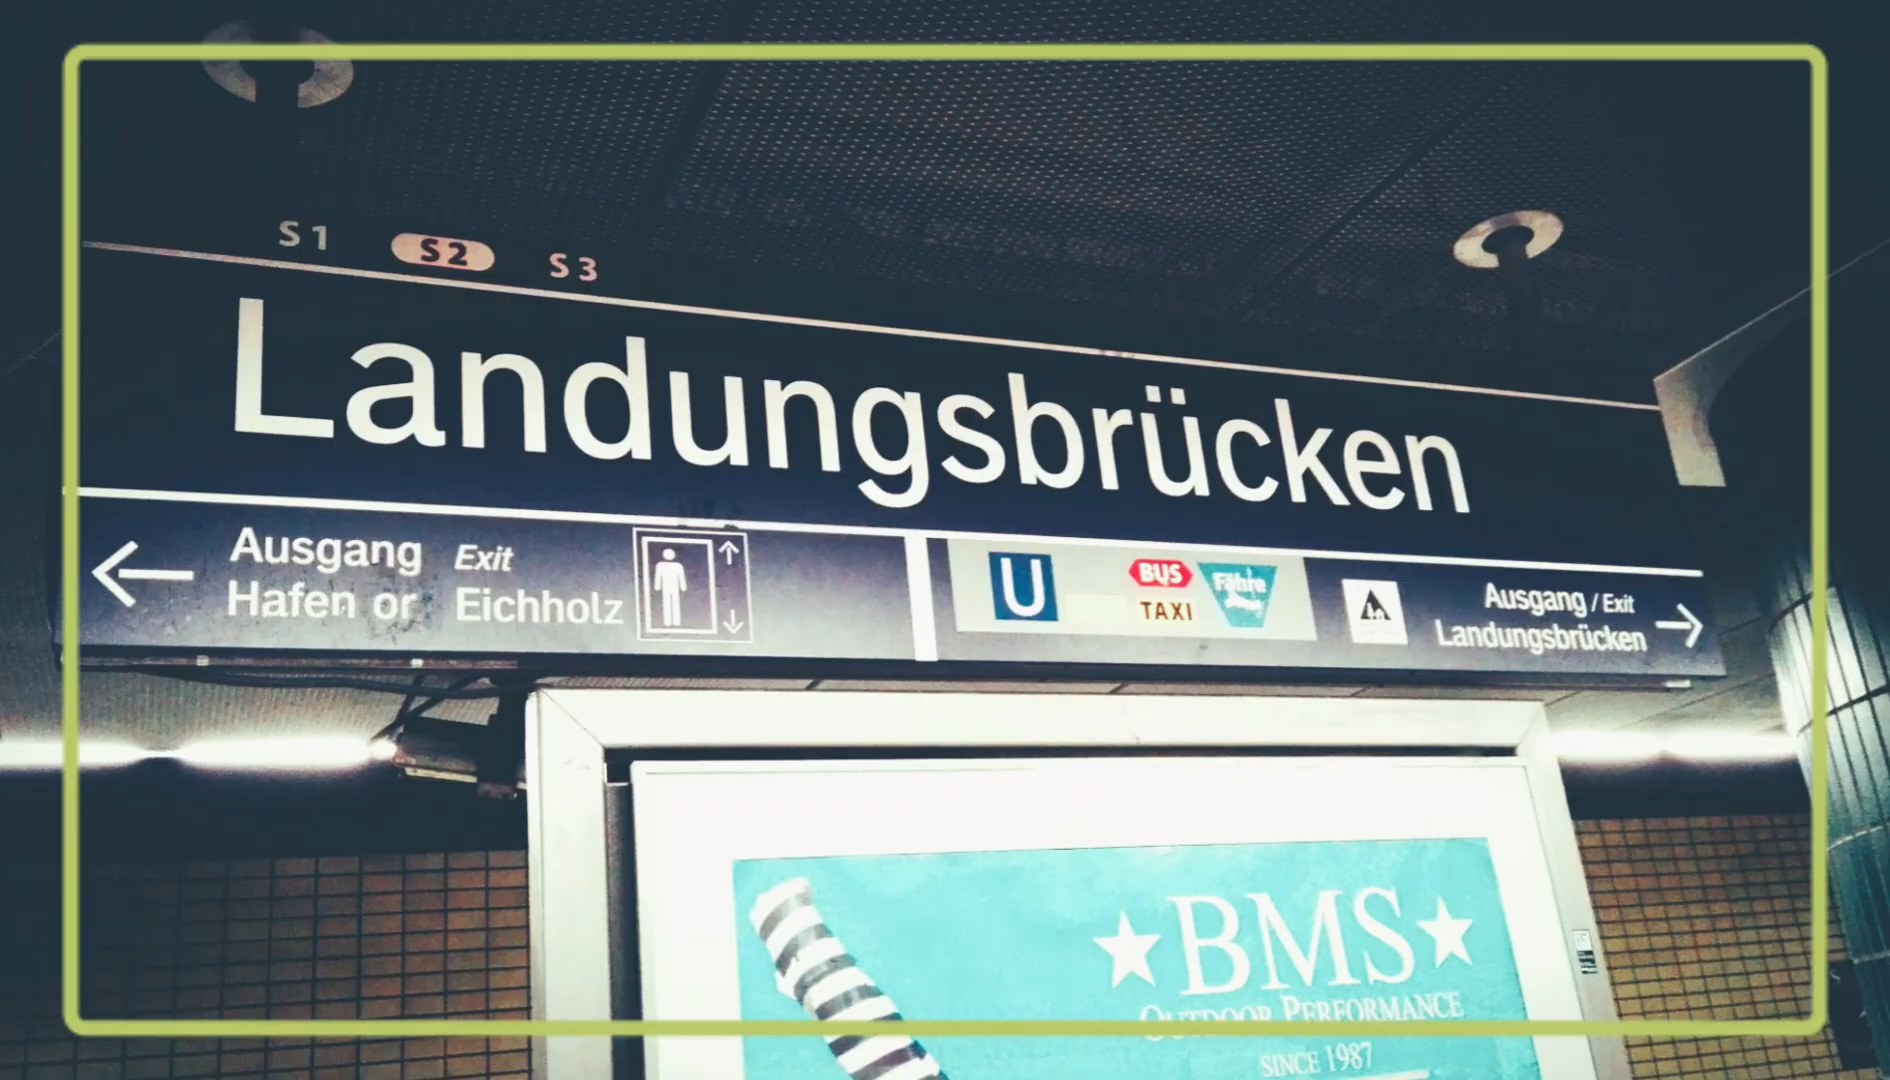 S1 S2 S3
Landungsbrücken
Ausgang Exit
Hafen or Eichholz
U
BUS
TAXI
Fähre
Ausgang / Exit
Landungsbrücken
BMS
OUTDOOR PERFORMANCE
SINCE 1987